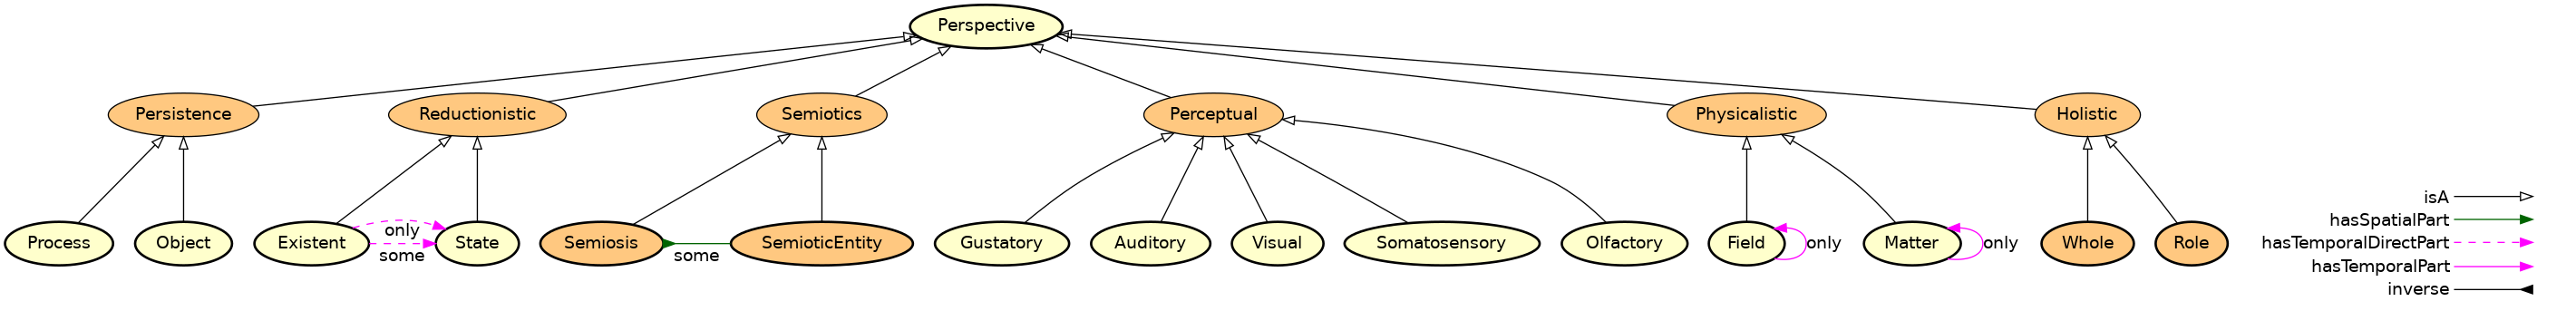 Perspective
Persistence
Reductionistic
Semiotics
Perceptual
Physicalistic
Holistic
Process
Object
Existent
only
some
State
Semiosis
some
SemioticEntity
Gustatory
Auditory
Visual
Somatosensory
Olfactory
Field
only
Matter
only
Whole
Role
isA
hasSpatialPart
hasTemporalDirectPart
hasTemporalPart
inverse